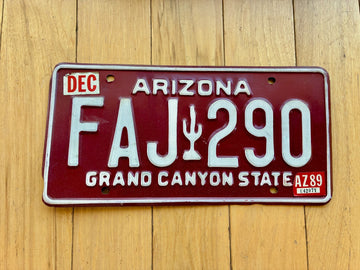 DEC
ARIZONA
FAJ 290
GRAND CANYON STATE
AZ 89